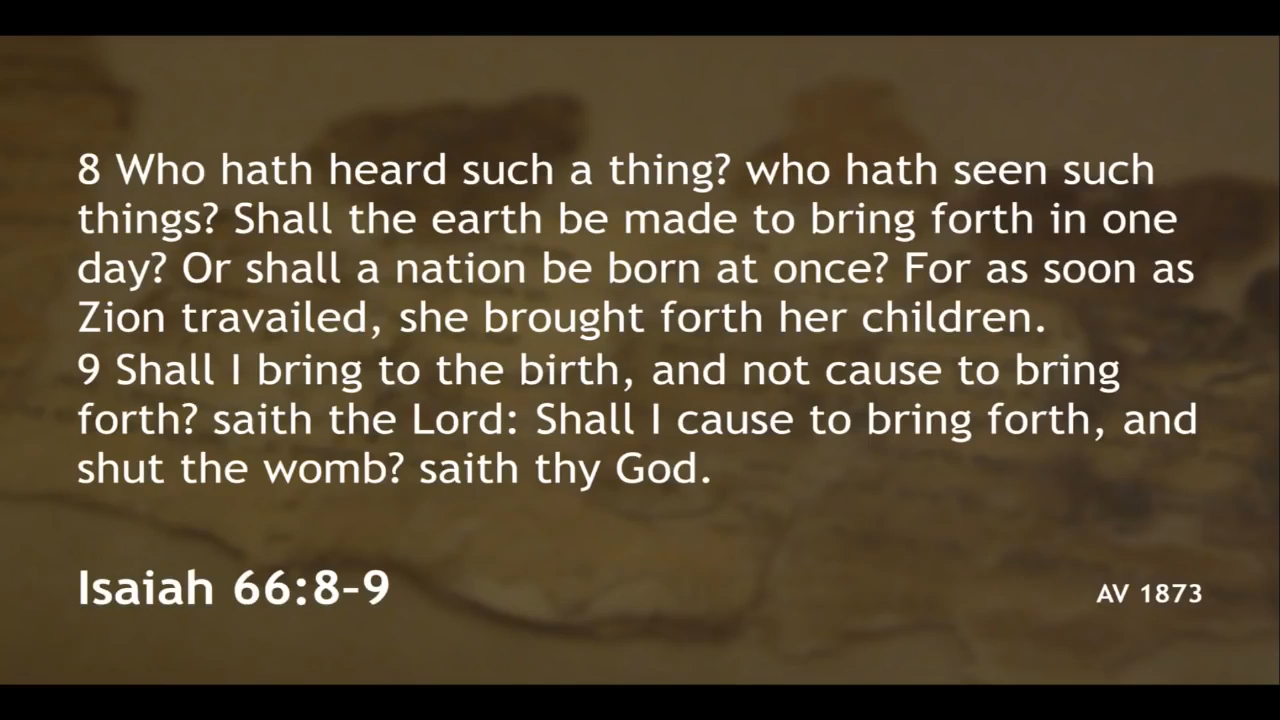 8 Who hath heard such a thing? who hath seen such
things? Shall the earth be made to bring forth in one
day? Or shall a nation be born at once? For as soon as
Zion travailed, she brought forth her children.
9 Shall I bring to the birth, and not cause to bring
forth? saith the Lord: Shall I cause to bring forth, and
shut the womb? saith thy God.
Isaiah 66:8–9
AV 1873